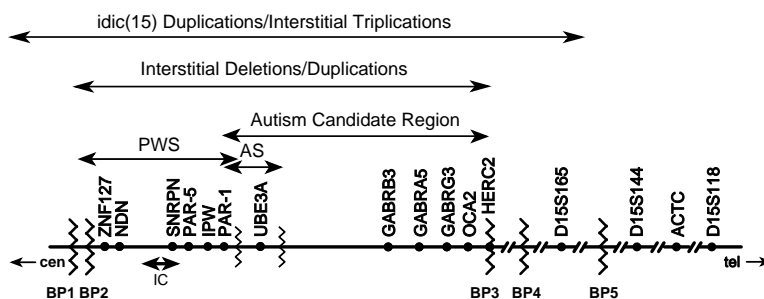 idic(15) Duplications/Interstitial Triplications
Interstitial Deletions/Duplications
Autism Candidate Region
PWS
AS
ZNF127
NDN
SNRPN
PAR-5
IPW
PAR-1
UBE3A
GABRB3
GABRA5
GABRG3
OCA2
HERC2
D15S165
D15S144
ACTC
D15S118
cen
tel
IC
BP1
BP2
BP3
BP4
BP5